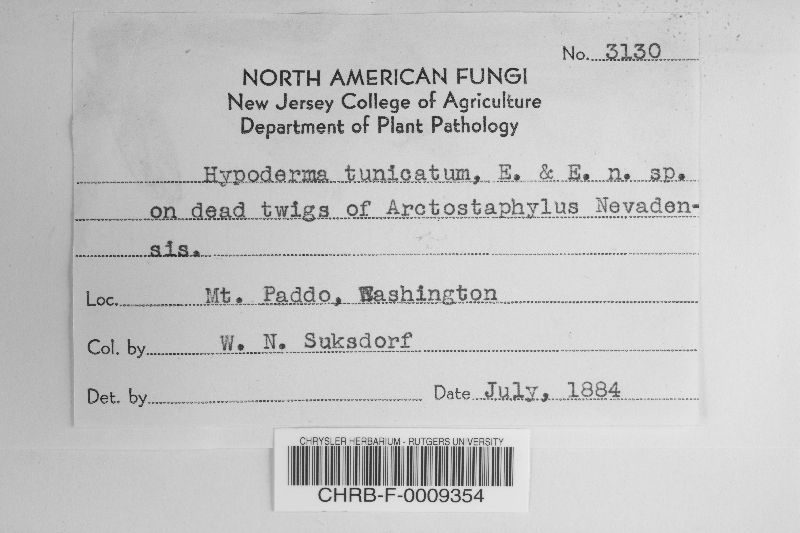 No. 3130
NORTH AMERICAN FUNGI
New Jersey College of Agriculture
Department of Plant Pathology
Hypoderma tunicatum, E. & E. n. sp.
on dead twigs of Arctostaphylus Nevaden-
sis.
Loc. Mt. Paddo, Washington
Col. by W. N. Suksdorf
Det. by
Date July, 1884
CHRYSLER HERBARIUM - RUTGERS UNIVERSITY
CHRB-F-0009354